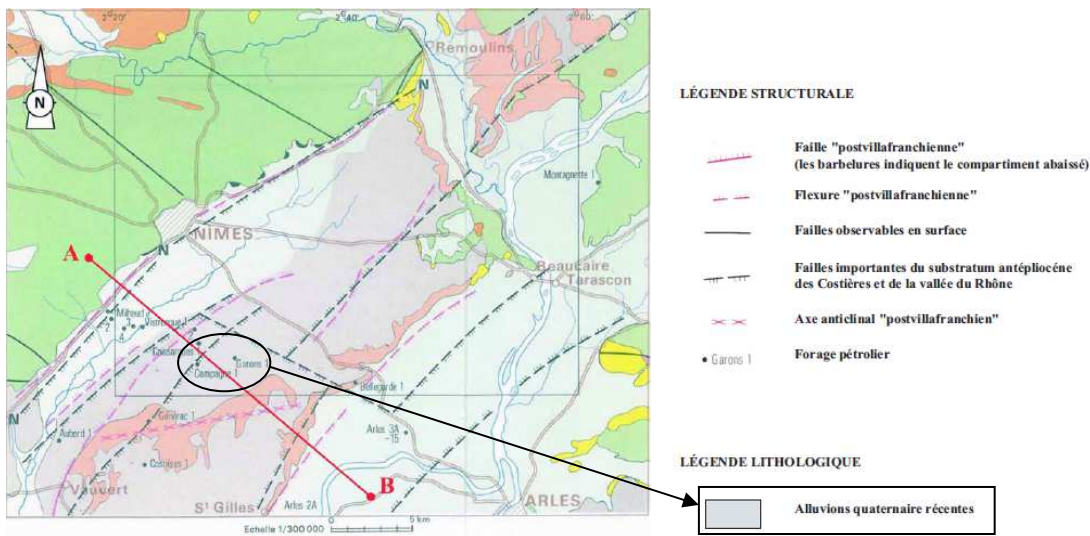 2°20'
2°40'
Remoulins
N
N
Montagnette 1
NIMES
A
N
Beaucaire
Tarascon
Milhaud
2
3
4
Vistrenque 1
Garons 1
Campagne 1
Bellegarde 1
Générac 1
Arles 3A
-15
Aubord 1
N
Vauvert
St Gilles
Arles 2A
B
ARLES
Echelle 1/300 000
0
5 km
LÉGENDE STRUCTURALE
Faille "postvillafranchienne"
(les barbelures indiquent le compartiment abaissé)
Flexure "postvillafranchienne"
Failles observables en surface
Failles importantes du substratum antépliocène
des Costières et de la vallée du Rhône
Axe anticlinal "postvillafranchien"
Garons 1
Forage pétrolier
LÉGENDE LITHOLOGIQUE
Alluvions quaternaire récentes